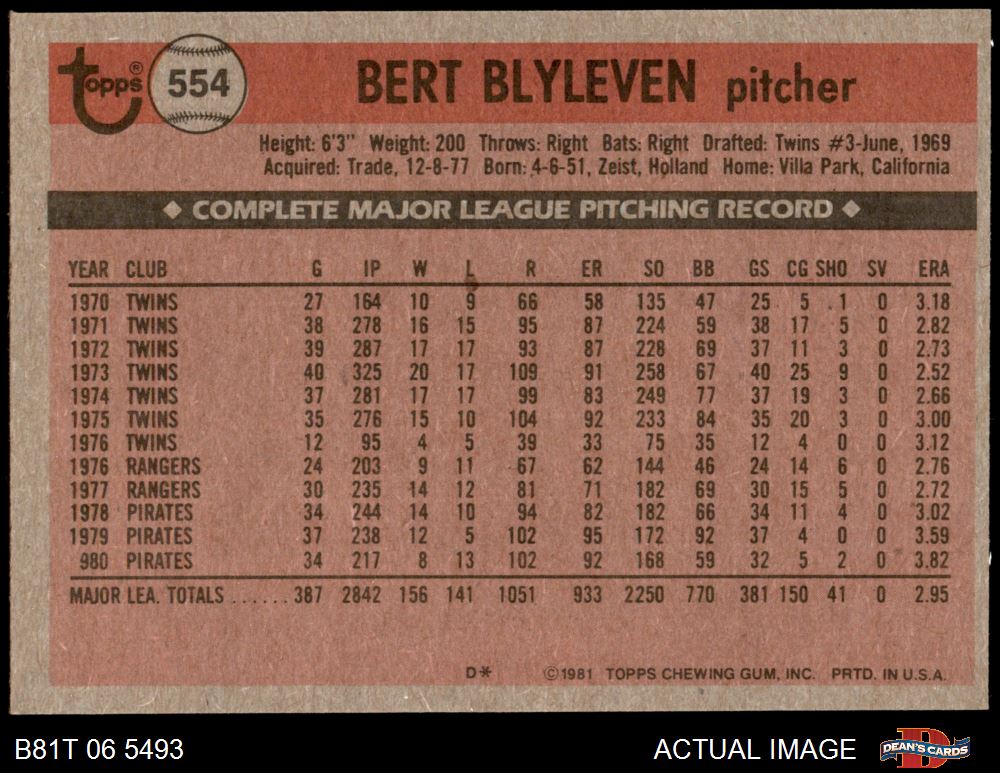 Topps® 554 BERT BLYLEVEN pitcher
Height: 6'3" Weight: 200 Throws: Right Bats: Right Drafted: Twins #3-June, 1969
Acquired: Trade, 12-8-77 Born: 4-6-51, Zeist, Holland Home: Villa Park, California
◆ COMPLETE MAJOR LEAGUE PITCHING RECORD ◆
YEAR CLUB G IP W L R ER SO BB GS CG SHO SV ERA
1970 TWINS 27 164 10 9 66 58 135 47 25 5 1 0 3.18
1971 TWINS 38 278 16 15 95 87 224 59 38 17 5 0 2.82
1972 TWINS 39 287 17 17 93 87 228 69 37 11 3 0 2.73
1973 TWINS 40 325 20 17 109 91 258 67 40 25 9 0 2.52
1974 TWINS 37 281 17 17 99 83 249 77 37 19 3 0 2.66
1975 TWINS 35 276 15 10 104 92 233 84 35 20 3 0 3.00
1976 TWINS 12 95 4 5 39 33 75 35 12 4 0 0 3.12
1976 RANGERS 24 203 9 11 67 62 144 46 24 14 6 0 2.76
1977 RANGERS 30 235 14 12 81 71 182 69 30 15 5 0 2.72
1978 PIRATES 34 244 14 10 94 82 182 66 34 11 4 0 3.02
1979 PIRATES 37 238 12 5 102 95 172 92 37 4 0 0 3.59
980 PIRATES 34 217 8 13 102 92 168 59 32 5 2 0 3.82
MAJOR LEA. TOTALS ...... 387 2842 156 141 1051 933 2250 770 381 150 41 0 2.95
D* ©1981 TOPPS CHEWING GUM, INC. PRTD. IN U.S.A.
B81T 06 5493 ACTUAL IMAGE DEAN'S CARDS